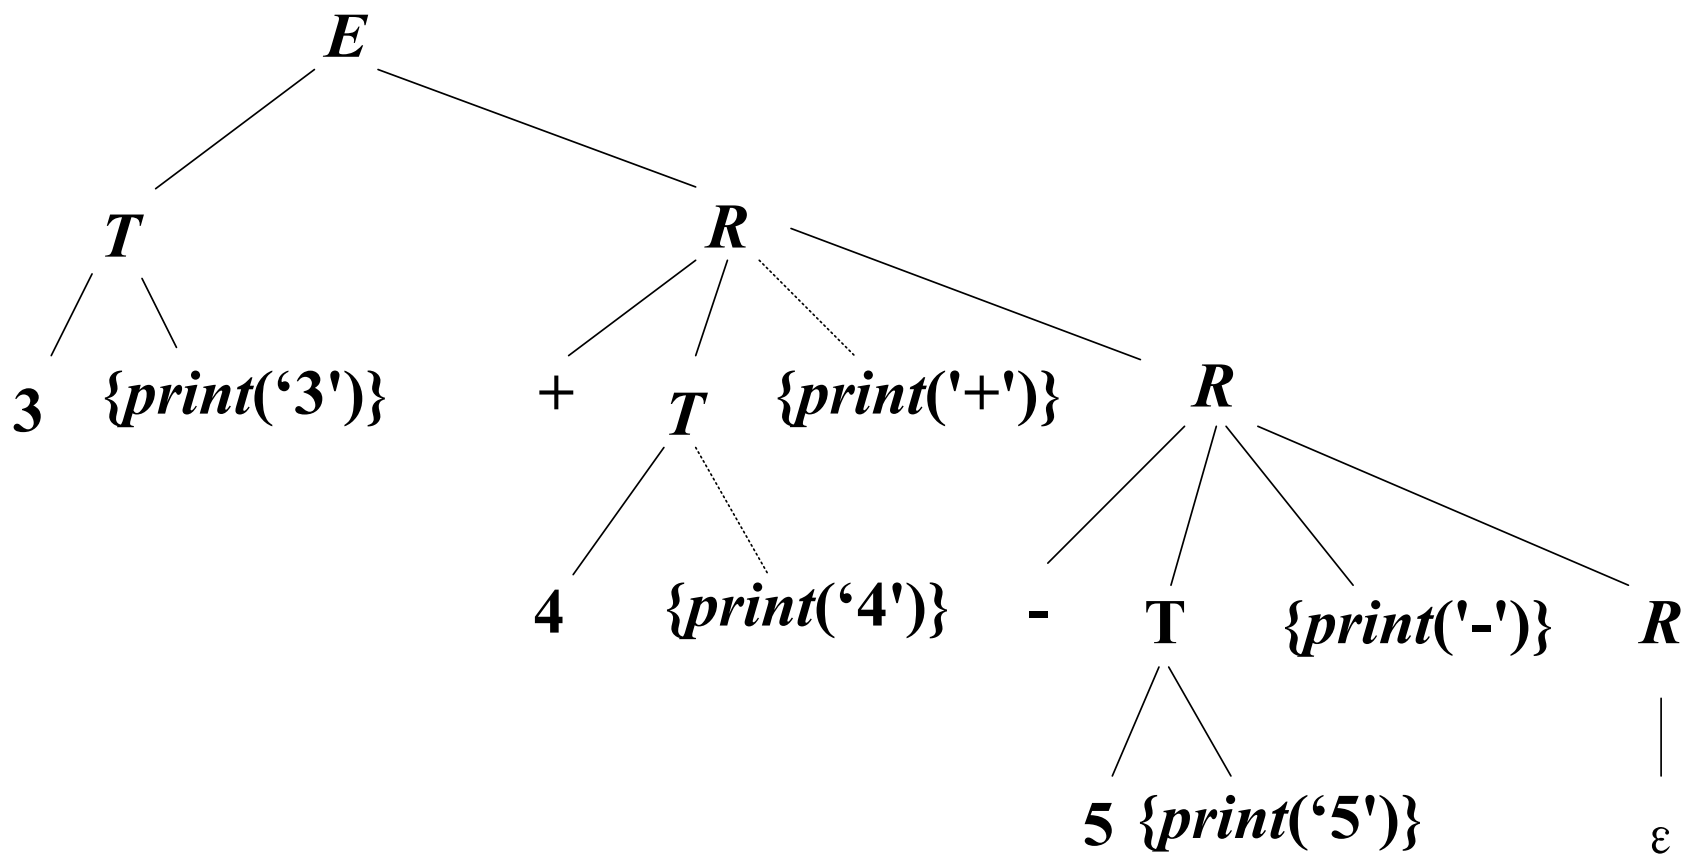 E
T R
3 {print(‘3')} + T {print('+')} R
4 {print(‘4')} - T {print('-')} R
5 {print(‘5')} ε